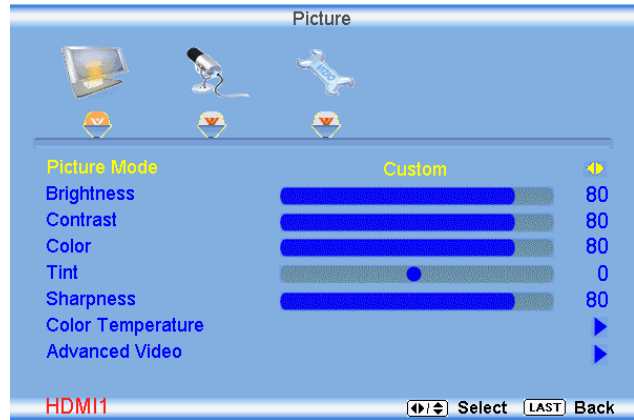 Picture
VIZIO
Picture Mode Custom
Brightness 80
Contrast 80
Color 80
Tint 0
Sharpness 80
Color Temperature
Advanced Video
HDMI1 Select LAST Back